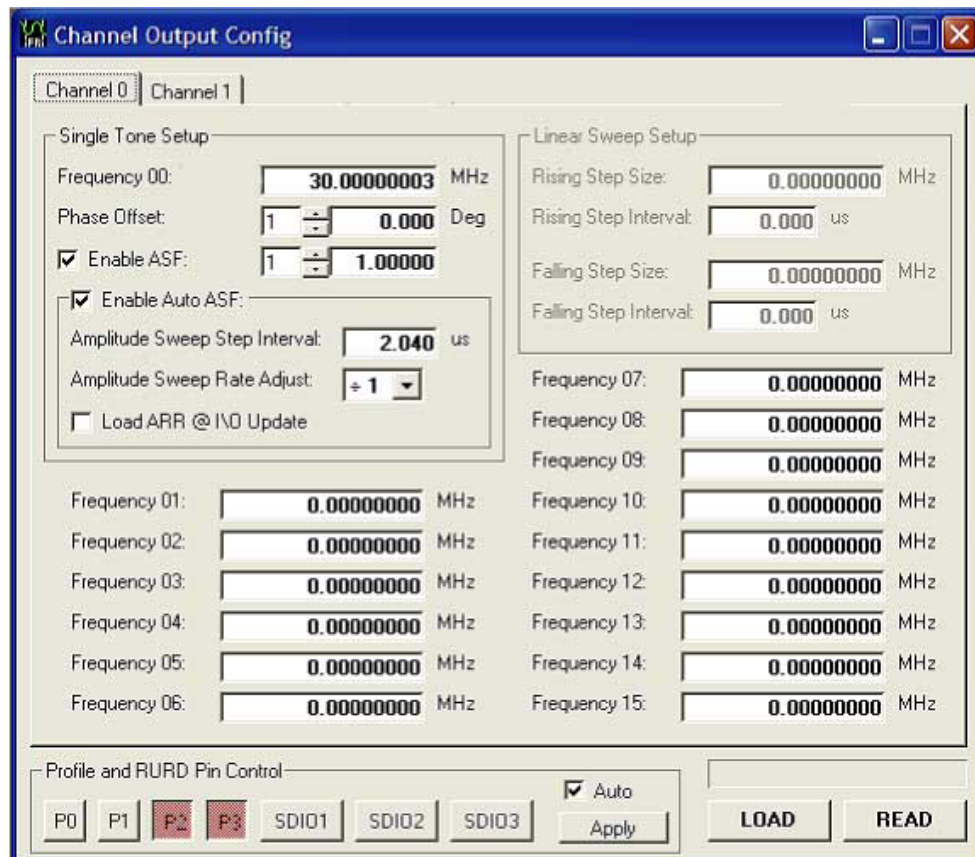 Channel Output Config
Channel 0 Channel 1
Single Tone Setup
Frequency 00: 30.00000003 MHz
Phase Offset: 1 0.000 Deg
Enable ASF: 1 1.00000
Enable Auto ASF:
Amplitude Sweep Step Interval: 2.040 us
Amplitude Sweep Rate Adjust: ÷ 1
Load ARR @ I\O Update
Linear Sweep Setup
Rising Step Size: 0.00000000 MHz
Rising Step Interval: 0.000 us
Falling Step Size: 0.00000000 MHz
Falling Step Interval: 0.000 us
Frequency 01: 0.00000000 MHz
Frequency 02: 0.00000000 MHz
Frequency 03: 0.00000000 MHz
Frequency 04: 0.00000000 MHz
Frequency 05: 0.00000000 MHz
Frequency 06: 0.00000000 MHz
Frequency 07: 0.00000000 MHz
Frequency 08: 0.00000000 MHz
Frequency 09: 0.00000000 MHz
Frequency 10: 0.00000000 MHz
Frequency 11: 0.00000000 MHz
Frequency 12: 0.00000000 MHz
Frequency 13: 0.00000000 MHz
Frequency 14: 0.00000000 MHz
Frequency 15: 0.00000000 MHz
Profile and RURD Pin Control
P0 P1 P2 P3 SDIO1 SDIO2 SDIO3
Auto
Apply
LOAD READ